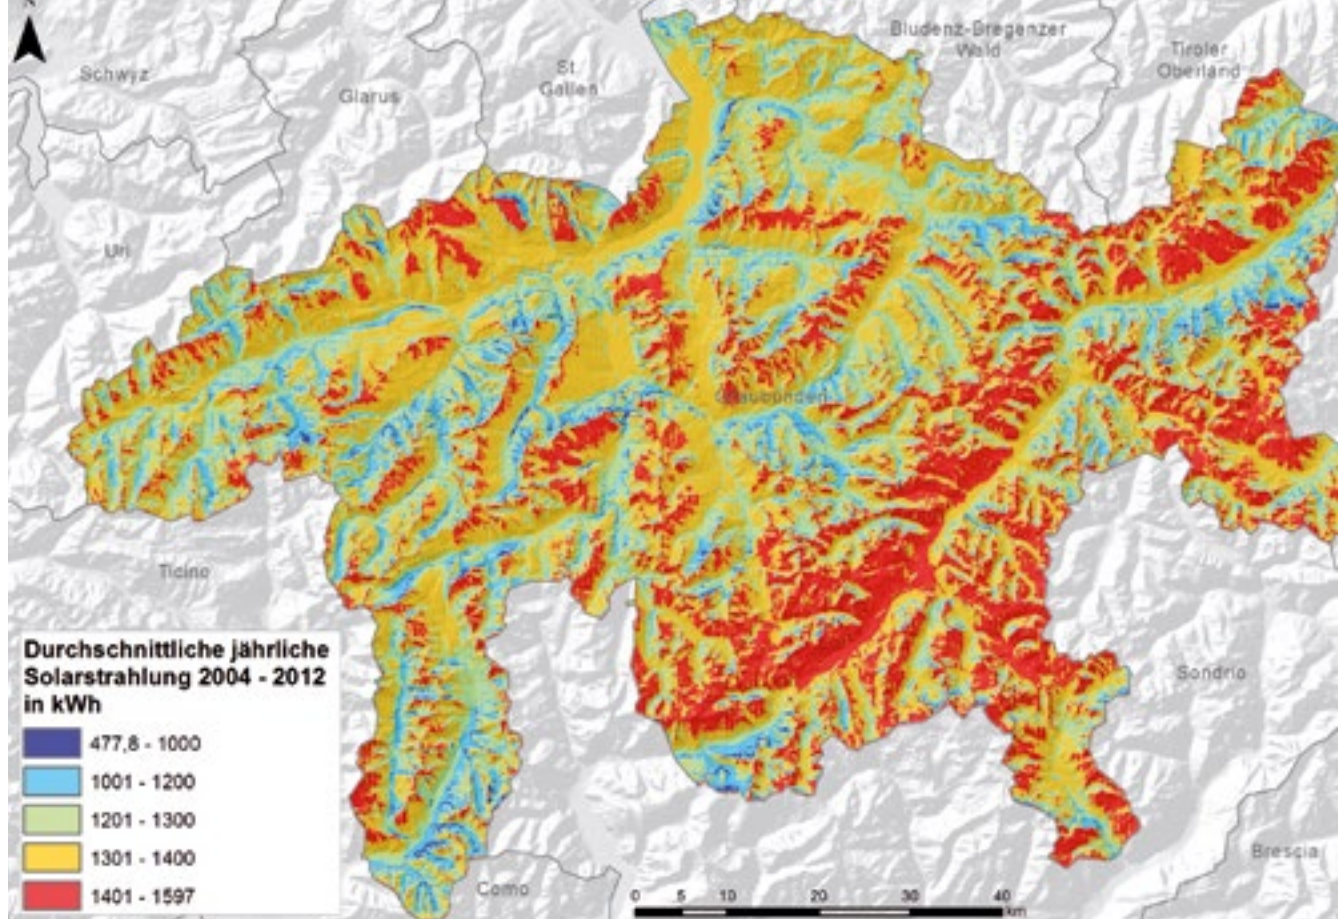 N
Bludenz-Bregenzer
Wald
Tiroler
Oberland
Schwyz
Glarus
St.
Gallen
Uri
Graubünden
Ticino
Sondrio
Brescia
Como
Durchschnittliche jährliche
Solarstrahlung 2004 - 2012
in kWh
477,8 - 1000
1001 - 1200
1201 - 1300
1301 - 1400
1401 - 1597
0 5 10 20 30 40
km